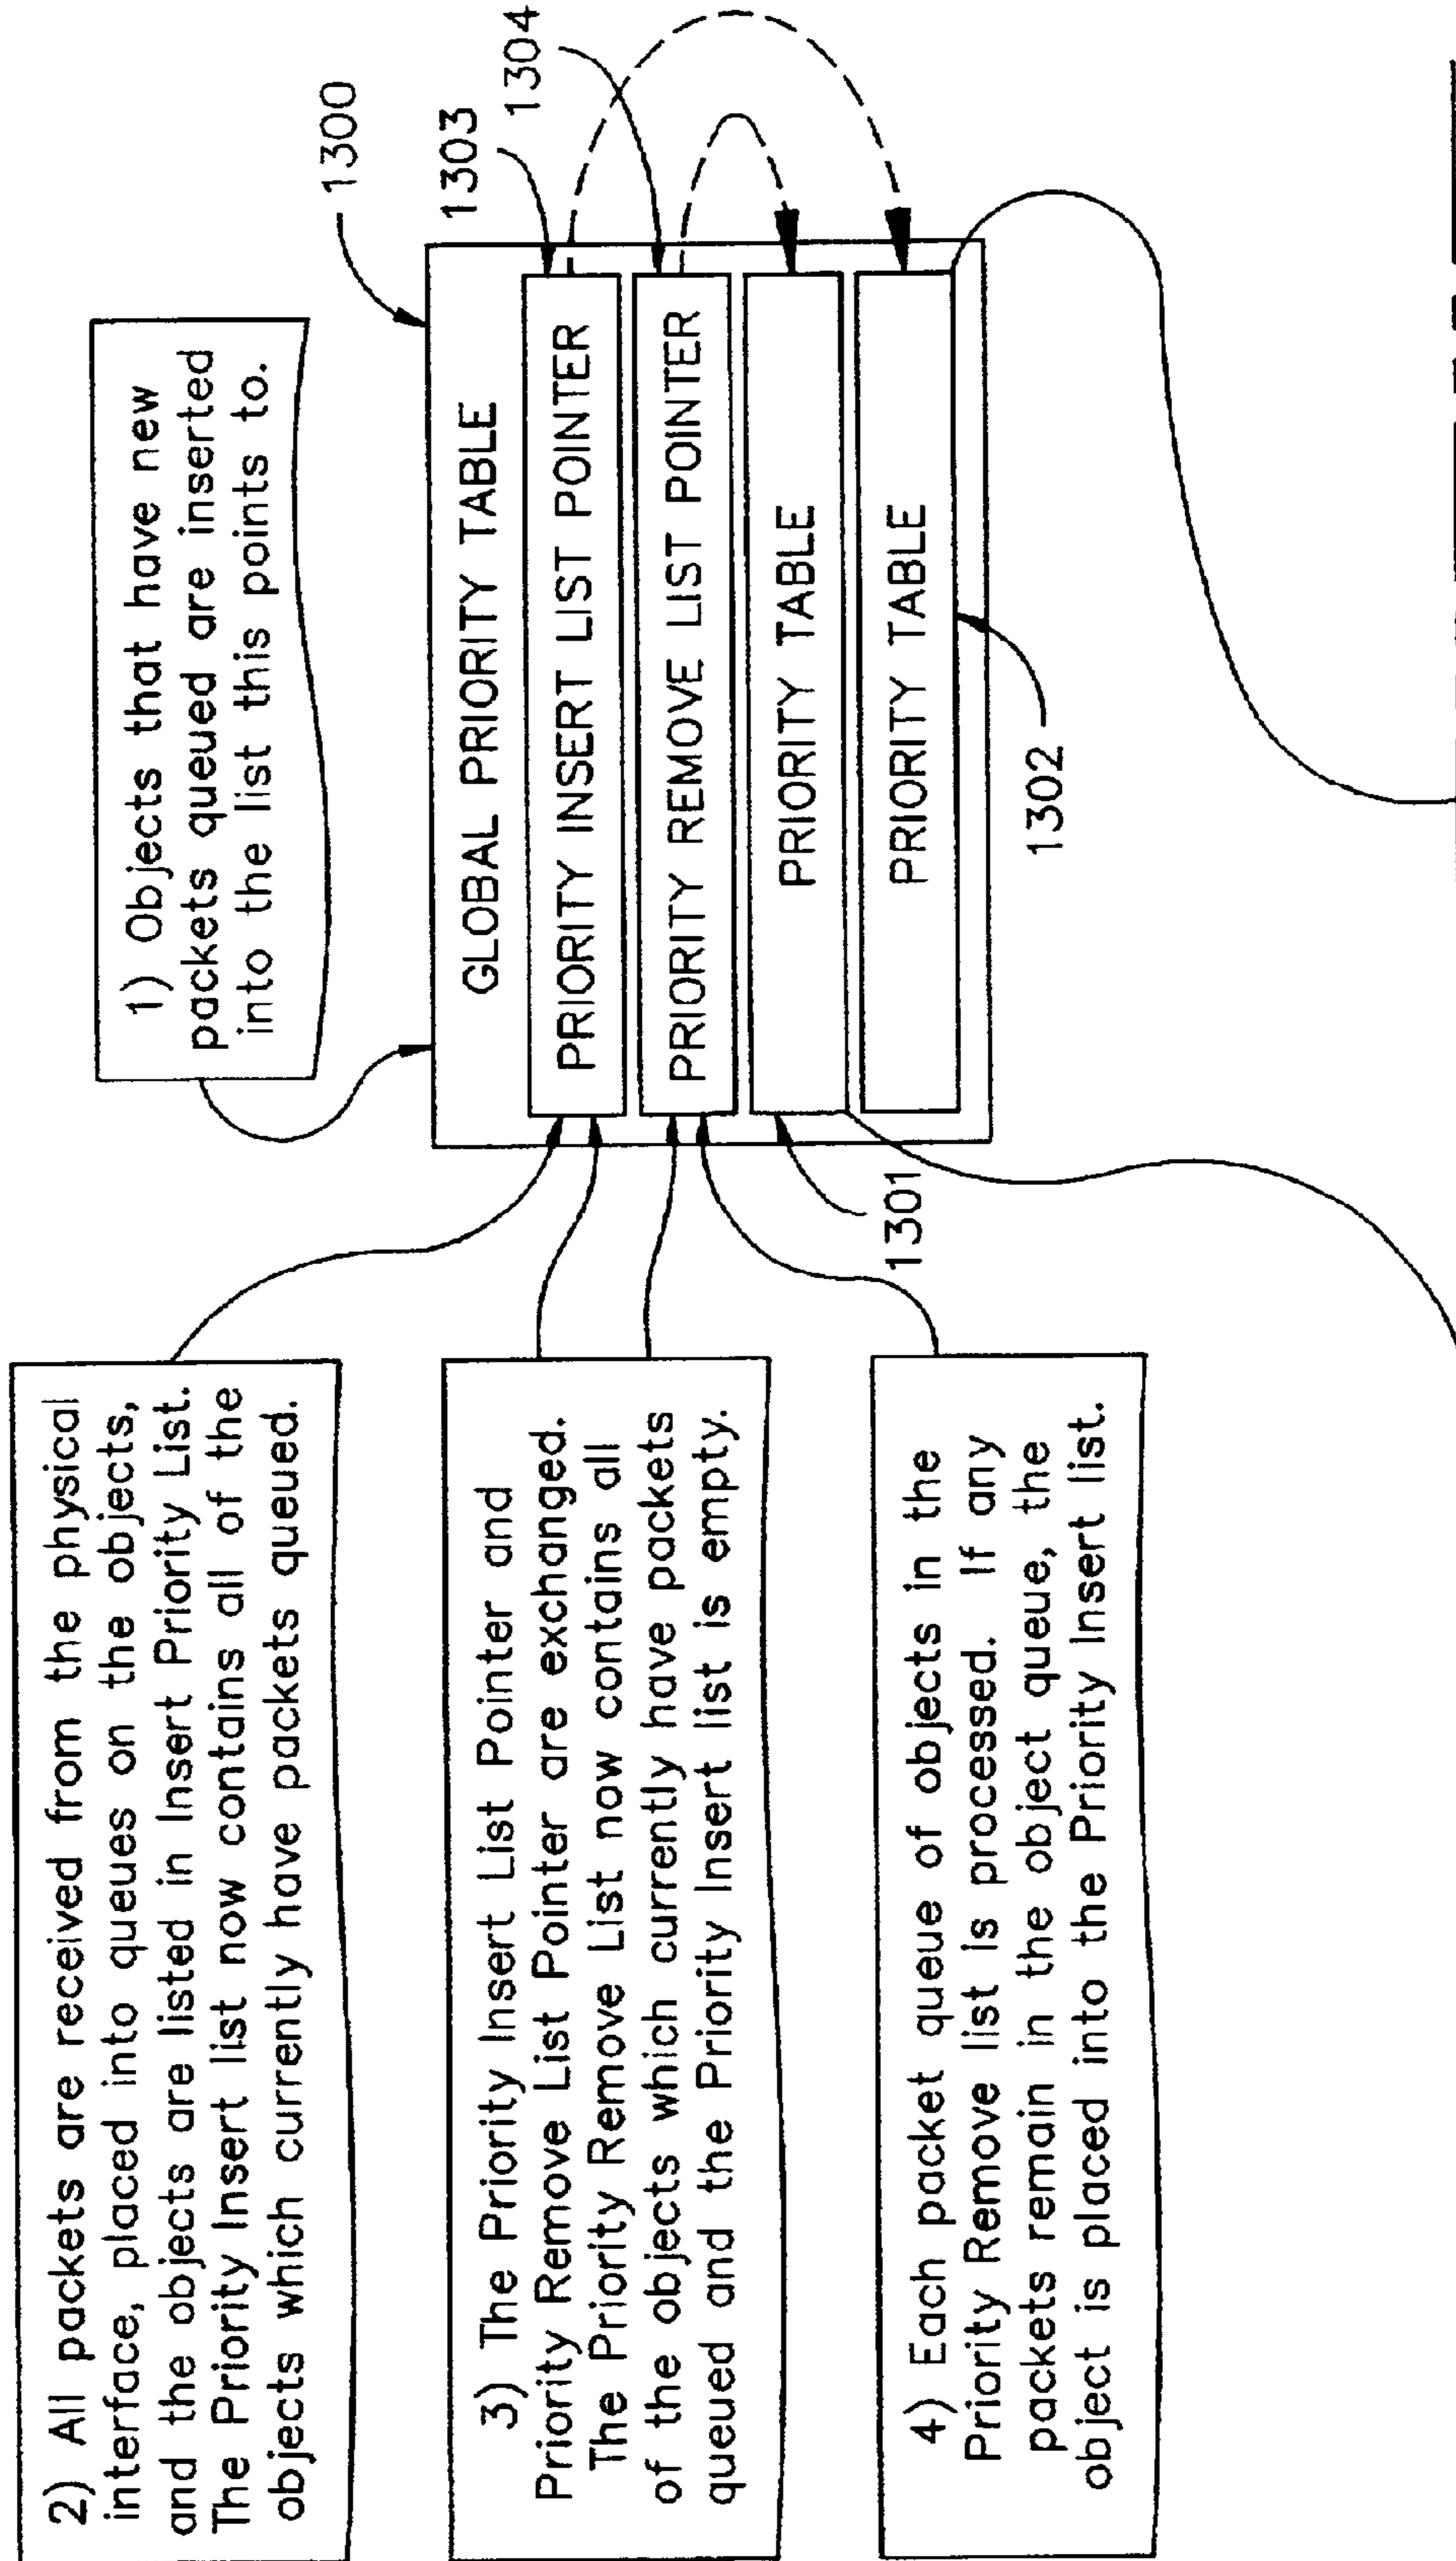 1) Objects that have new
packets queued are inserted
into the list this points to.
1300
1303
1304
GLOBAL PRIORITY TABLE
PRIORITY INSERT LIST POINTER
PRIORITY REMOVE LIST POINTER
PRIORITY TABLE
PRIORITY TABLE
1301
1302
2) All packets are received from the physical
interface, placed into queues on the objects,
and the objects are listed in Insert Priority List.
The Priority Insert list now contains all of the
objects which currently have packets queued.
3) The Priority Insert List Pointer and
Priority Remove List Pointer are exchanged.
The Priority Remove List now contains all
of the objects which currently have packets
queued and the Priority Insert list is empty.
4) Each packet queue of objects in the
Priority Remove list is processed. If any
packets remain in the object queue, the
object is placed into the Priority Insert list.